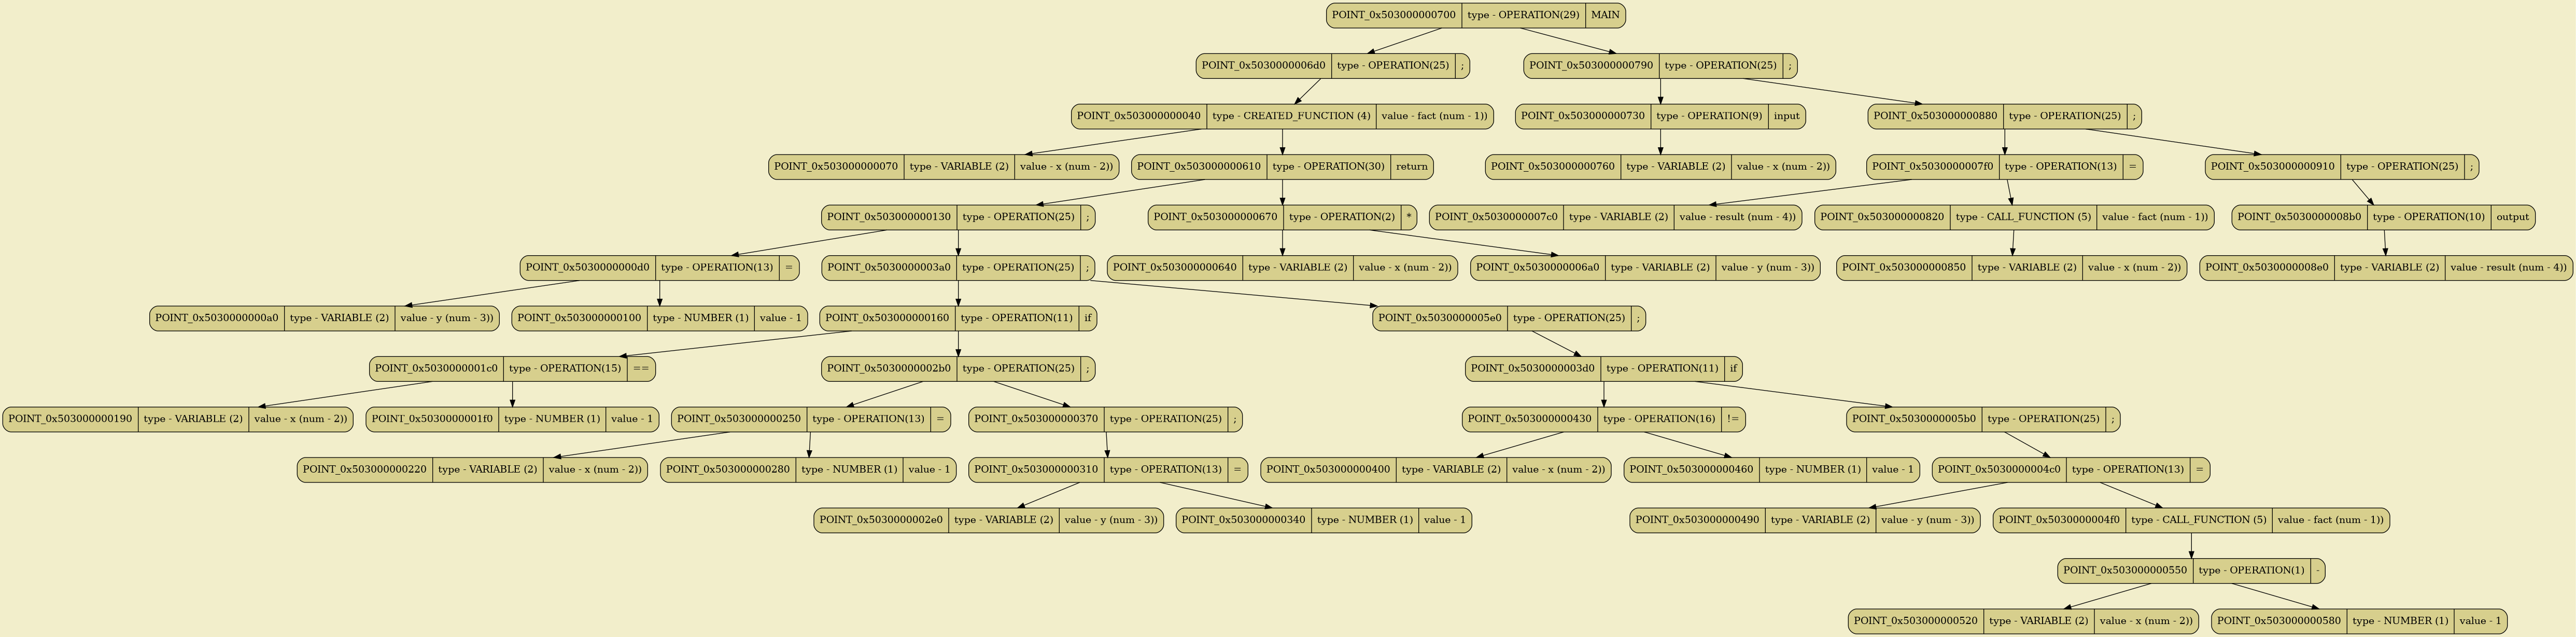 POINT_0x503000000700 type - OPERATION(29) MAIN
POINT_0x5030000006d0 type - OPERATION(25) ;
POINT_0x503000000790 type - OPERATION(25) ;
POINT_0x503000000040 type - CREATED_FUNCTION (4) value - fact (num - 1))
POINT_0x503000000730 type - OPERATION(9) input
POINT_0x503000000880 type - OPERATION(25) ;
POINT_0x503000000070 type - VARIABLE (2) value - x (num - 2))
POINT_0x503000000610 type - OPERATION(30) return
POINT_0x503000000760 type - VARIABLE (2) value - x (num - 2))
POINT_0x5030000007f0 type - OPERATION(13) =
POINT_0x503000000910 type - OPERATION(25) ;
POINT_0x503000000130 type - OPERATION(25) ;
POINT_0x503000000670 type - OPERATION(2) *
POINT_0x5030000007c0 type - VARIABLE (2) value - result (num - 4))
POINT_0x503000000820 type - CALL_FUNCTION (5) value - fact (num - 1))
POINT_0x5030000008b0 type - OPERATION(10) output
POINT_0x5030000000d0 type - OPERATION(13) =
POINT_0x5030000003a0 type - OPERATION(25) ;
POINT_0x503000000640 type - VARIABLE (2) value - x (num - 2))
POINT_0x5030000006a0 type - VARIABLE (2) value - y (num - 3))
POINT_0x503000000850 type - VARIABLE (2) value - x (num - 2))
POINT_0x5030000008e0 type - VARIABLE (2) value - result (num - 4))
POINT_0x5030000000a0 type - VARIABLE (2) value - y (num - 3))
POINT_0x503000000100 type - NUMBER (1) value - 1
POINT_0x503000000160 type - OPERATION(11) if
POINT_0x5030000005e0 type - OPERATION(25) ;
POINT_0x5030000001c0 type - OPERATION(15) ==
POINT_0x5030000002b0 type - OPERATION(25) ;
POINT_0x5030000003d0 type - OPERATION(11) if
POINT_0x503000000190 type - VARIABLE (2) value - x (num - 2))
POINT_0x5030000001f0 type - NUMBER (1) value - 1
POINT_0x503000000250 type - OPERATION(13) =
POINT_0x503000000370 type - OPERATION(25) ;
POINT_0x503000000430 type - OPERATION(16) !=
POINT_0x5030000005b0 type - OPERATION(25) ;
POINT_0x503000000220 type - VARIABLE (2) value - x (num - 2))
POINT_0x503000000280 type - NUMBER (1) value - 1
POINT_0x503000000310 type - OPERATION(13) =
POINT_0x503000000400 type - VARIABLE (2) value - x (num - 2))
POINT_0x503000000460 type - NUMBER (1) value - 1
POINT_0x5030000004c0 type - OPERATION(13) =
POINT_0x5030000002e0 type - VARIABLE (2) value - y (num - 3))
POINT_0x503000000340 type - NUMBER (1) value - 1
POINT_0x503000000490 type - VARIABLE (2) value - y (num - 3))
POINT_0x5030000004f0 type - CALL_FUNCTION (5) value - fact (num - 1))
POINT_0x503000000550 type - OPERATION(1) -
POINT_0x503000000520 type - VARIABLE (2) value - x (num - 2))
POINT_0x503000000580 type - NUMBER (1) value - 1